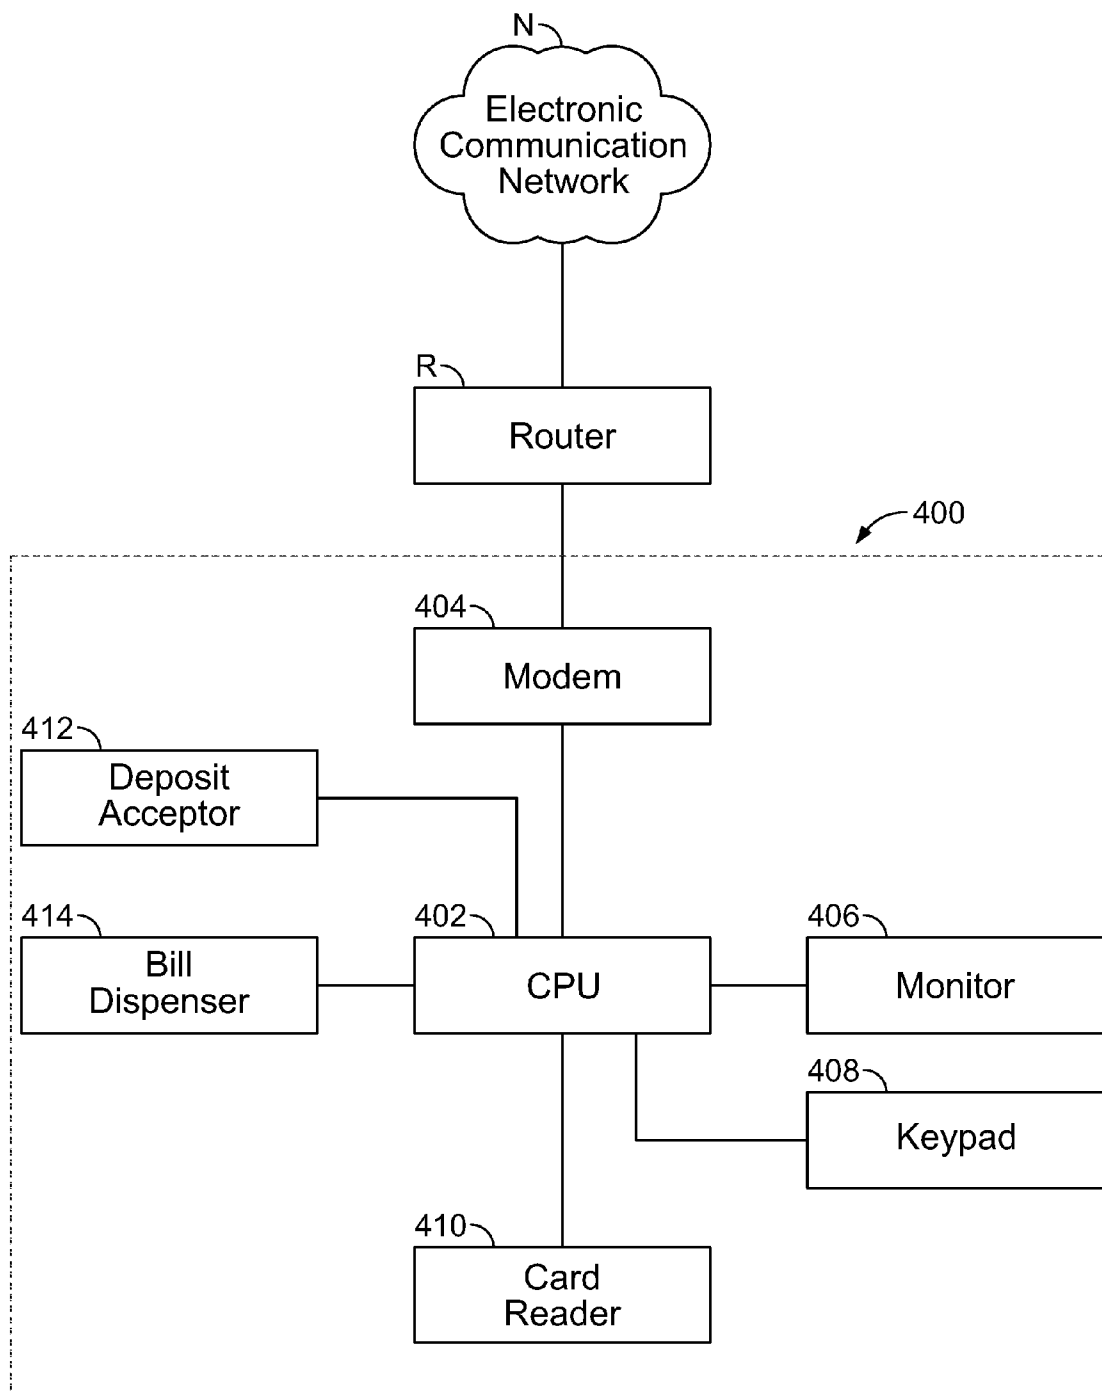 N
Electronic
Communication
Network
R
Router
400
404
Modem
412
Deposit
Acceptor
414
Bill
Dispenser
402
CPU
406
Monitor
408
Keypad
410
Card
Reader